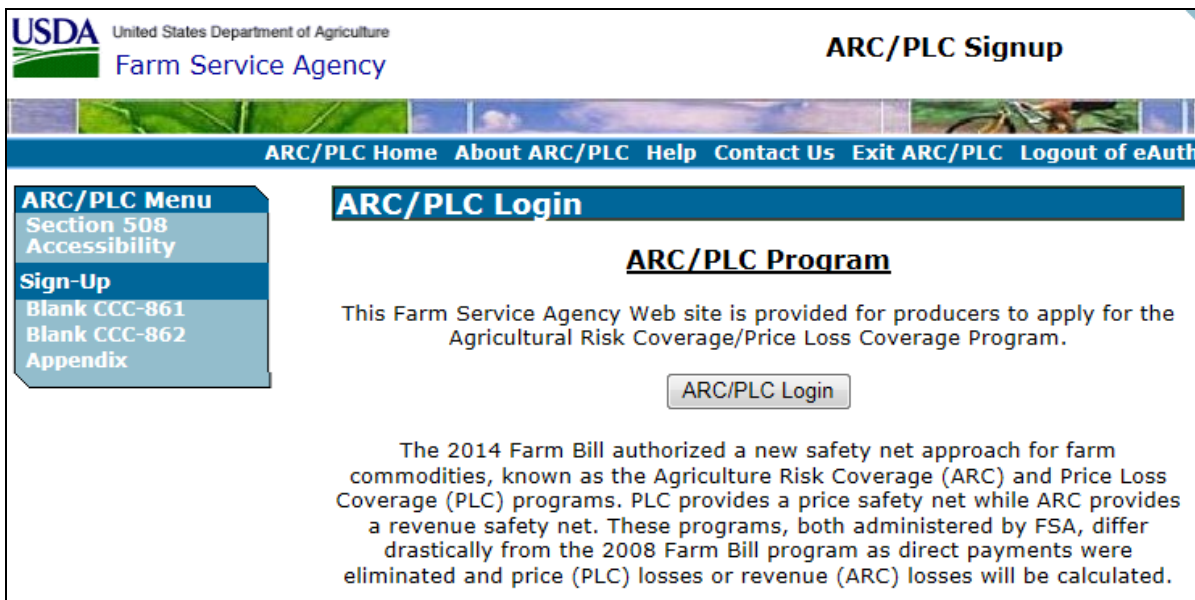 USDA United States Department of Agriculture
Farm Service Agency
ARC/PLC Signup
ARC/PLC Home About ARC/PLC Help Contact Us Exit ARC/PLC Logout of eAuth
ARC/PLC Menu
Section 508
Accessibility
Sign-Up
Blank CCC-861
Blank CCC-862
Appendix
ARC/PLC Login
ARC/PLC Program
This Farm Service Agency Web site is provided for producers to apply for the
Agricultural Risk Coverage/Price Loss Coverage Program.
ARC/PLC Login
The 2014 Farm Bill authorized a new safety net approach for farm
commodities, known as the Agriculture Risk Coverage (ARC) and Price Loss
Coverage (PLC) programs. PLC provides a price safety net while ARC provides
a revenue safety net. These programs, both administered by FSA, differ
drastically from the 2008 Farm Bill program as direct payments were
eliminated and price (PLC) losses or revenue (ARC) losses will be calculated.